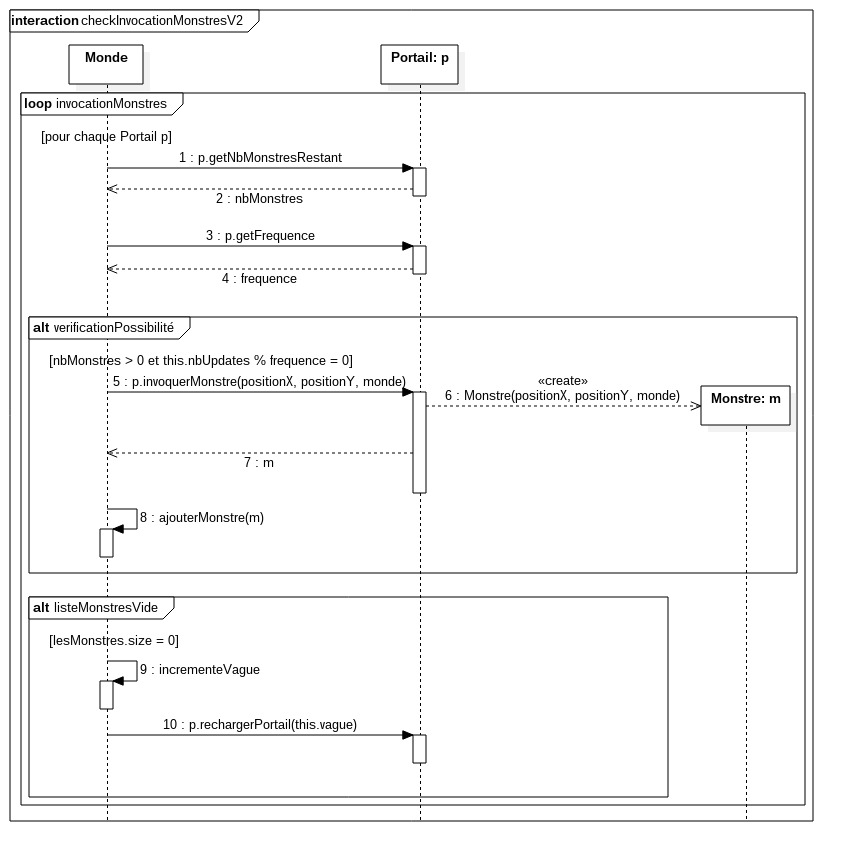 interaction checkInvocationMonstresV2
Monde
Portail: p
loop invocationMonstres
[pour chaque Portail p]
1 : p.getNbMonstresRestant
2 : nbMonstres
3 : p.getFrequence
4 : frequence
alt verificationPossibilité
[nbMonstres > 0 et this.nbUpdates % frequence = 0]
5 : p.invoquerMonstre(positionX, positionY, monde)
«create»
6 : Monstre(positionX, positionY, monde)
Monstre: m
7 : m
8 : ajouterMonstre(m)
alt listeMonstresVide
[lesMonstres.size = 0]
9 : incrementeVague
10 : p.rechargerPortail(this.vague)